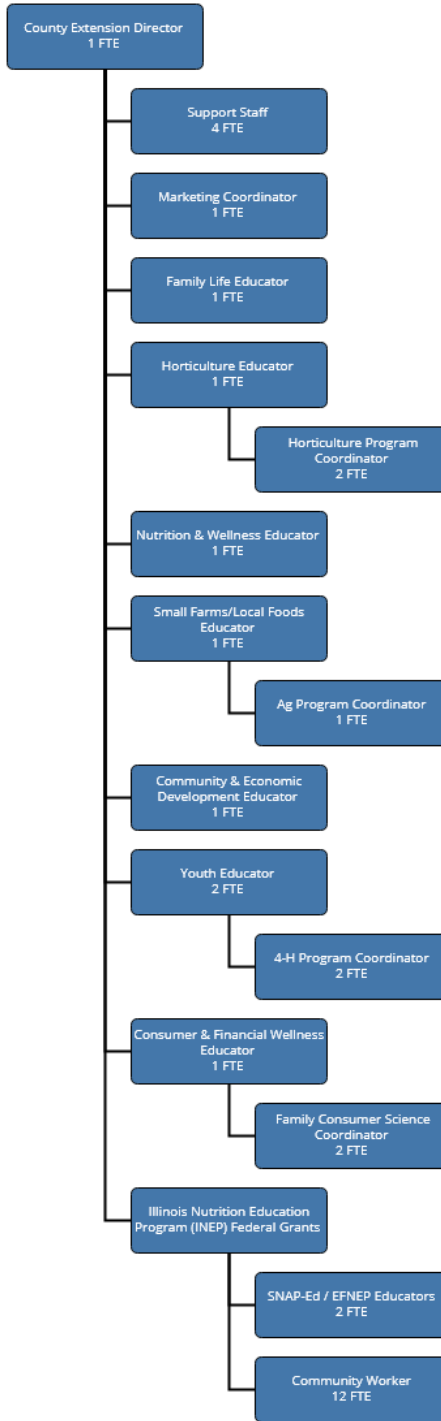 County Extension Director
1 FTE
Support Staff
4 FTE
Marketing Coordinator
1 FTE
Family Life Educator
1 FTE
Horticulture Educator
1 FTE
Horticulture Program
Coordinator
2 FTE
Nutrition & Wellness Educator
1 FTE
Small Farms/Local Foods
Educator
1 FTE
Ag Program Coordinator
1 FTE
Community & Economic
Development Educator
1 FTE
Youth Educator
2 FTE
4-H Program Coordinator
2 FTE
Consumer & Financial Wellness
Educator
1 FTE
Family Consumer Science
Coordinator
2 FTE
Illinois Nutrition Education
Program (INEP) Federal Grants
SNAP-Ed / EFNEP Educators
2 FTE
Community Worker
12 FTE